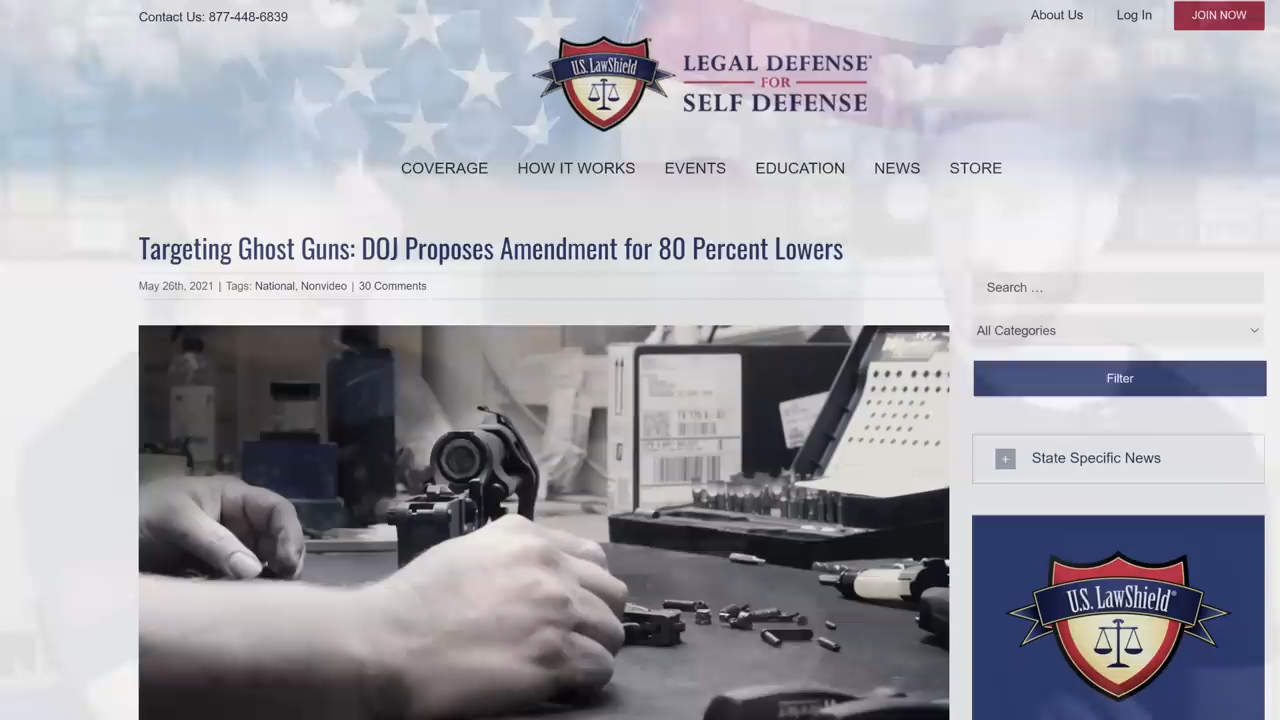 Contact Us: 877-448-6839
About Us
Log In
JOIN NOW
U.S. LawShield®
LEGAL DEFENSE
FOR
SELF DEFENSE
COVERAGE
HOW IT WORKS
EVENTS
EDUCATION
NEWS
STORE
Targeting Ghost Guns: DOJ Proposes Amendment for 80 Percent Lowers
May 26th, 2021 | Tags: National, Nonvideo | 30 Comments
Search …
All Categories
Filter
+ State Specific News
U.S. LawShield®